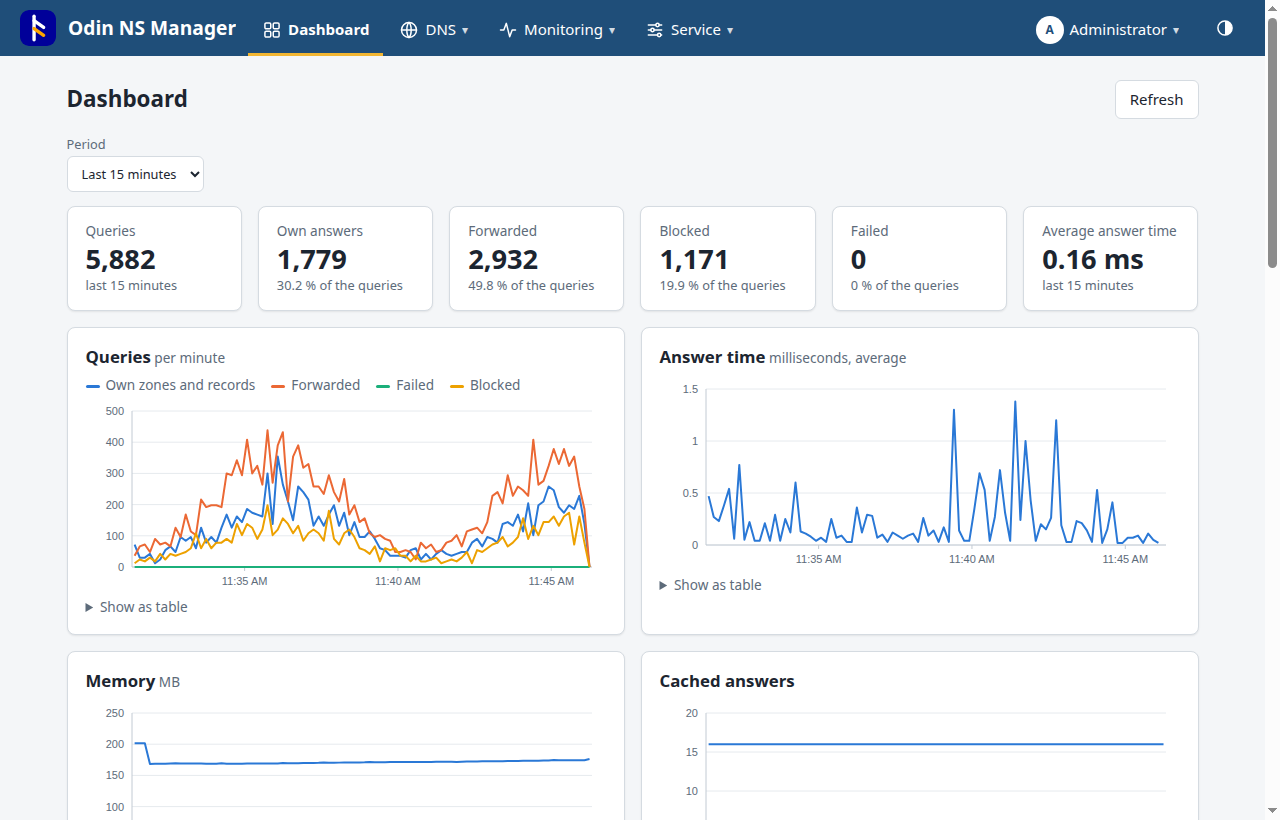 Odin NS Manager
Dashboard
DNS
Monitoring
Service
A
Administrator
Dashboard
Refresh
Period
Last 15 minutes
Queries
5,882
last 15 minutes
Own answers
1,779
30.2 % of the queries
Forwarded
2,932
49.8 % of the queries
Blocked
1,171
19.9 % of the queries
Failed
0
0 % of the queries
Average answer time
0.16 ms
last 15 minutes
Queries per minute
Own zones and records
Forwarded
Failed
Blocked
500
400
300
200
100
0
11:35 AM
11:40 AM
11:45 AM
Show as table
Answer time milliseconds, average
1.5
1
0.5
0
11:35 AM
11:40 AM
11:45 AM
Show as table
Memory MB
250
200
150
100
Cached answers
20
15
10